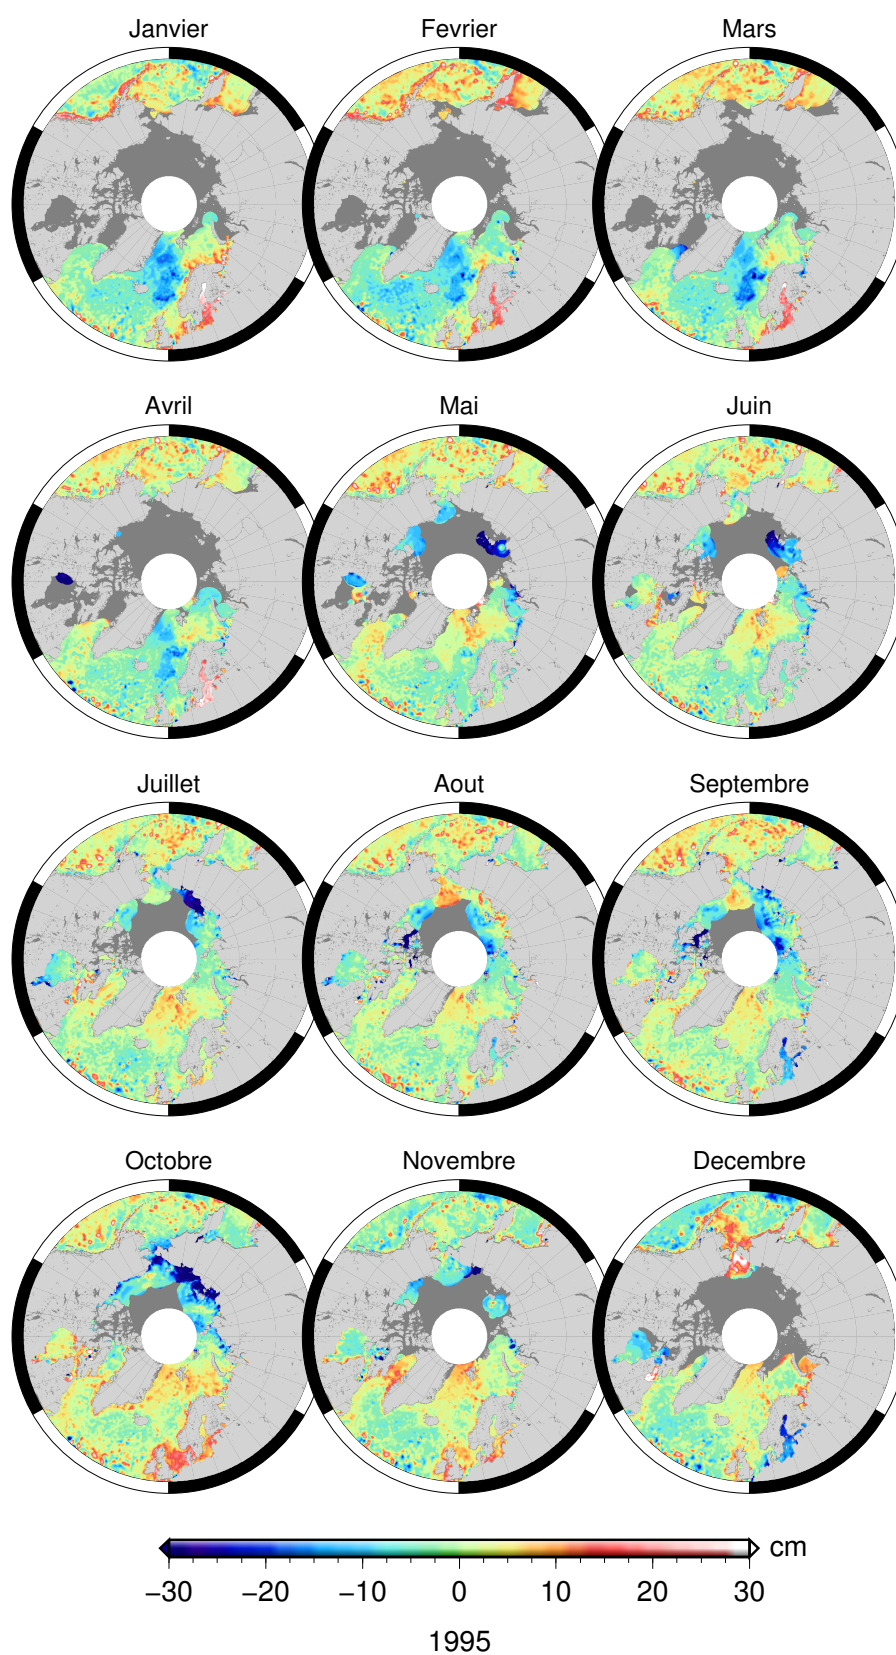 Janvier Fevrier Mars
Avril Mai Juin
Juillet Aout Septembre
Octobre Novembre Decembre
cm
−30 −20 −10 0 10 20 30
1995